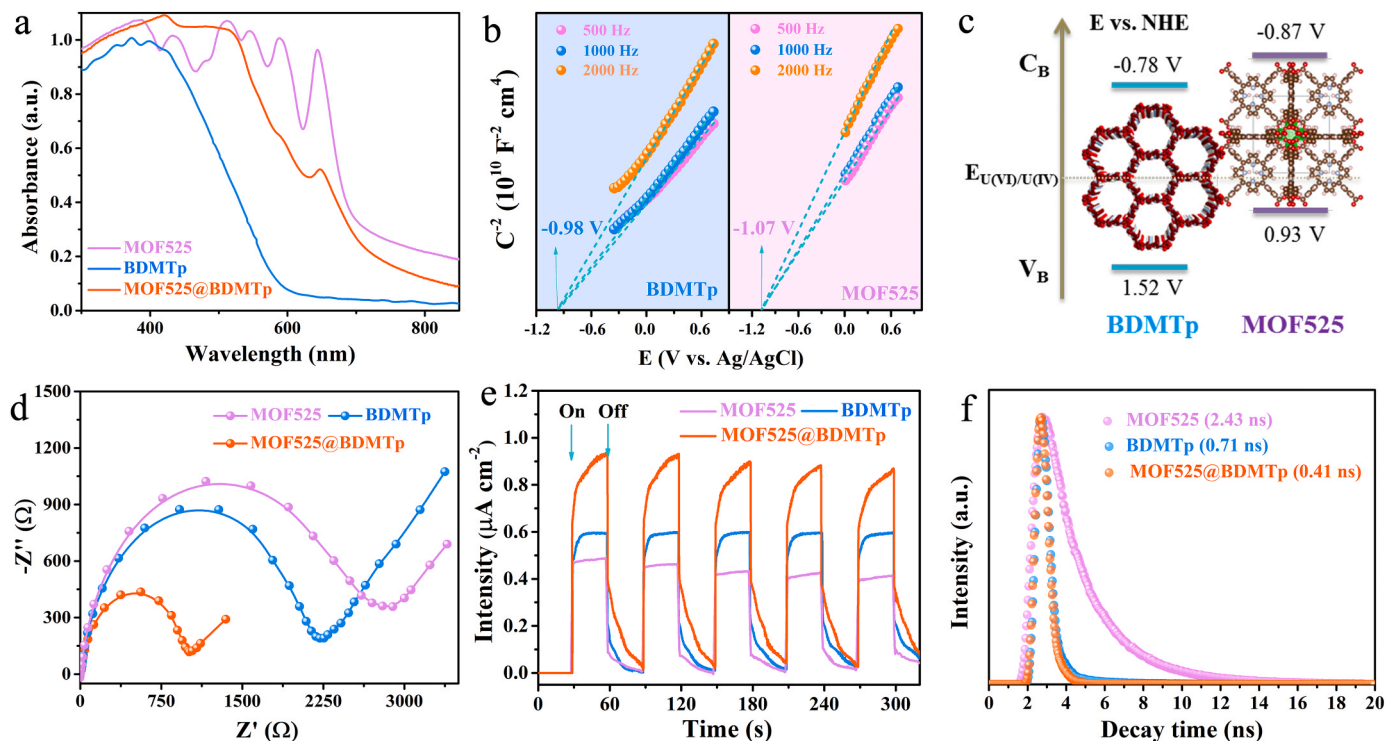 a
Absorbance (a.u.)
1.0
0.8
0.6
0.4
0.2
0.0
MOF525
BDMTp
MOF525@BDMTp
400
600
800
Wavelength (nm)
b
C⁻² (10¹⁰ F⁻² cm⁴)
500 Hz
1000 Hz
2000 Hz
-0.98 V
BDMTp
500 Hz
1000 Hz
2000 Hz
-1.07 V
MOF525
-1.2 -0.6 0.0 0.6 -1.2 -0.6 0.0 0.6
E (V vs. Ag/AgCl)
c
E vs. NHE
-0.87 V
C_B
-0.78 V
E_U(VI)/U(IV)
0.93 V
V_B
1.52 V
BDMTp
MOF525
d
-Z'' (Ω)
1500
1200
900
600
300
0
MOF525 BDMTp
MOF525@BDMTp
0 750 1500 2250 3000
Z' (Ω)
e
Intensity (μA cm⁻²)
1.2
1.0
0.8
0.6
0.4
0.2
0.0
On Off
MOF525 BDMTp
MOF525@BDMTp
0 60 120 180 240 300
Time (s)
f
Intensity (a.u.)
MOF525 (2.43 ns)
BDMTp (0.71 ns)
MOF525@BDMTp (0.41 ns)
0 2 4 6 8 10 12 14 16 18 20
Decay time (ns)